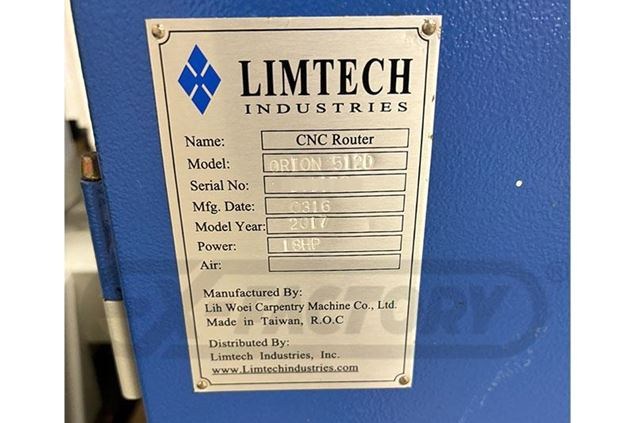 LIMTECH
INDUSTRIES
Name: CNC Router
Model: ORION 5120
Serial No:
Mfg. Date: 0316
Model Year: 2017
Power: 18HP
Air:
Manufactured By:
Lih Woei Carpentry Machine Co., Ltd.
Made in Taiwan, R.O.C
Distributed By:
Limtech Industries, Inc.
www.Limtechindustries.com